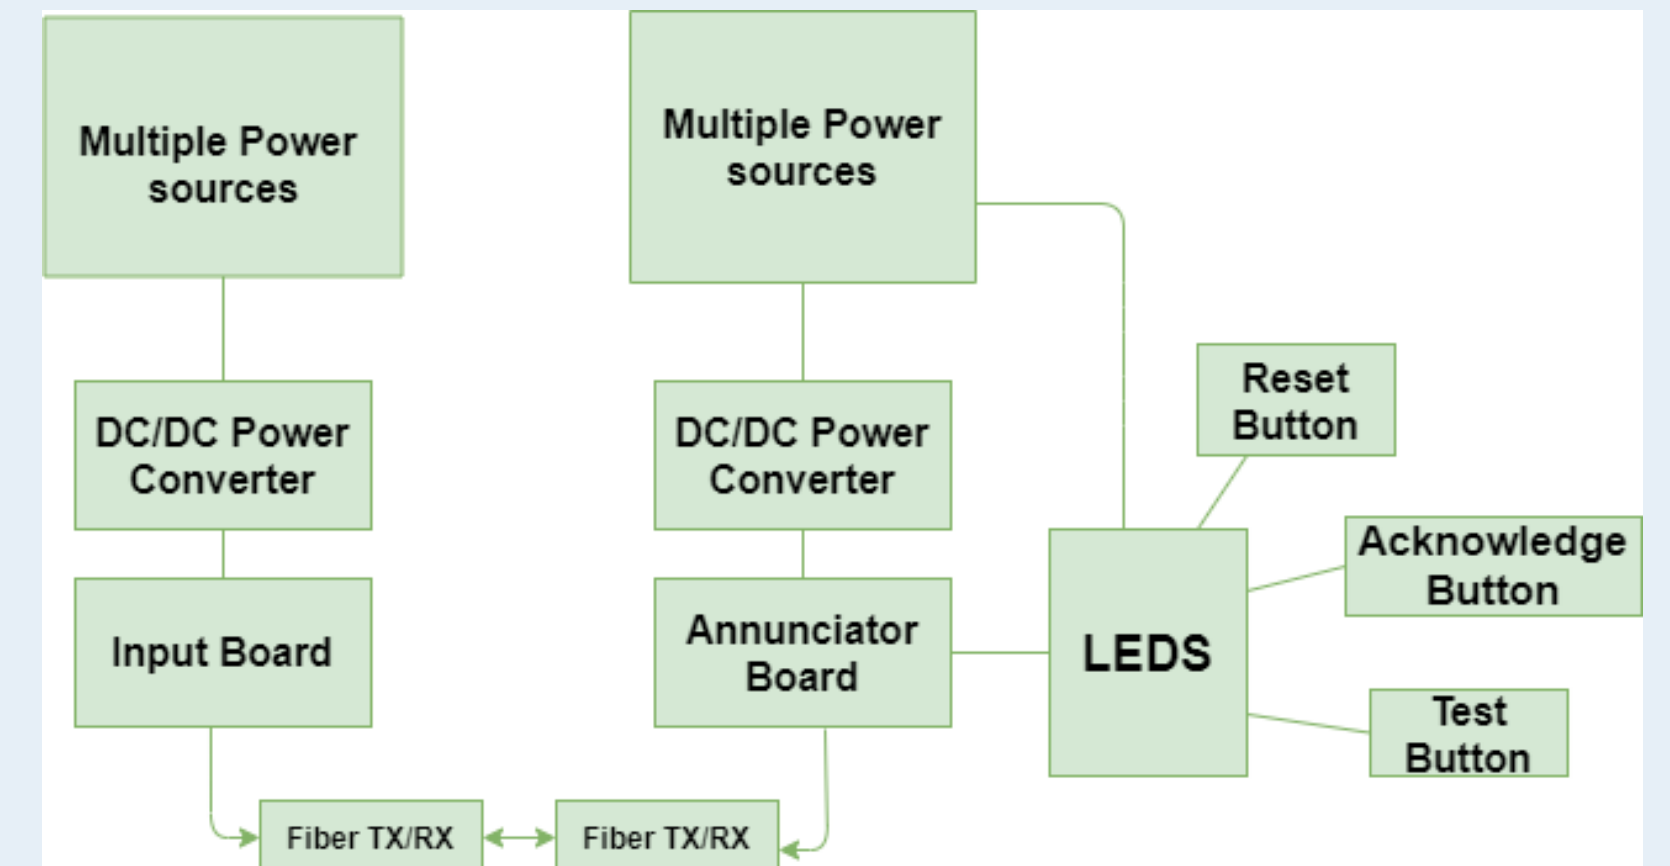 Multiple Power
sources
Multiple Power
sources
DC/DC Power
Converter
DC/DC Power
Converter
Reset
Button
Acknowledge
Button
Input Board
Annunciator
Board
LEDS
Test
Button
Fiber TX/RX
Fiber TX/RX